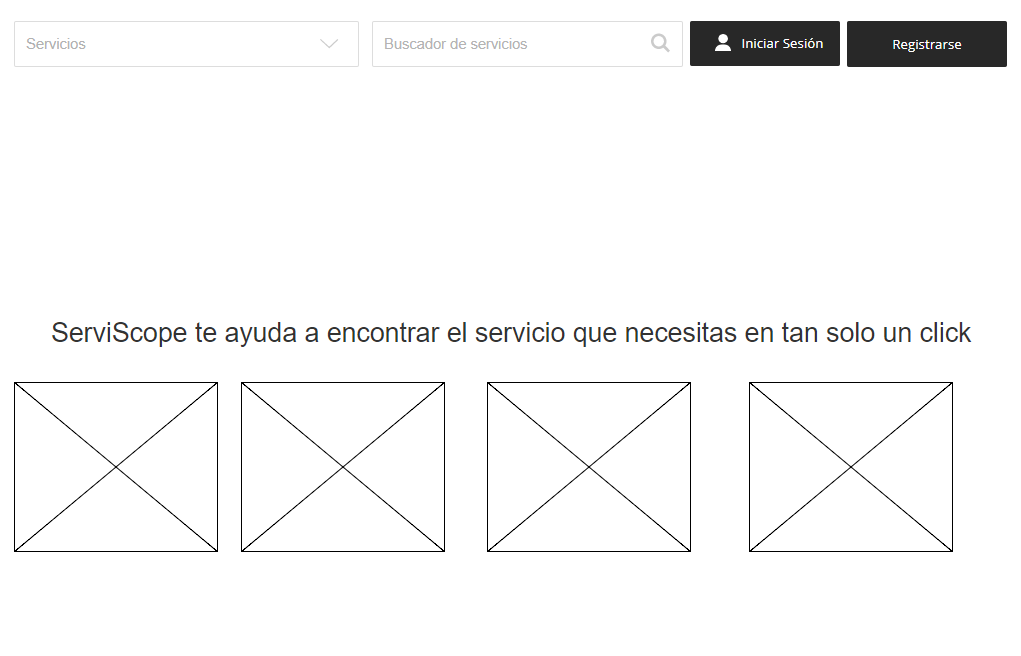 Servicios
Buscador de servicios
Iniciar Sesión
Registrarse
ServiScope te ayuda a encontrar el servicio que necesitas en tan solo un click